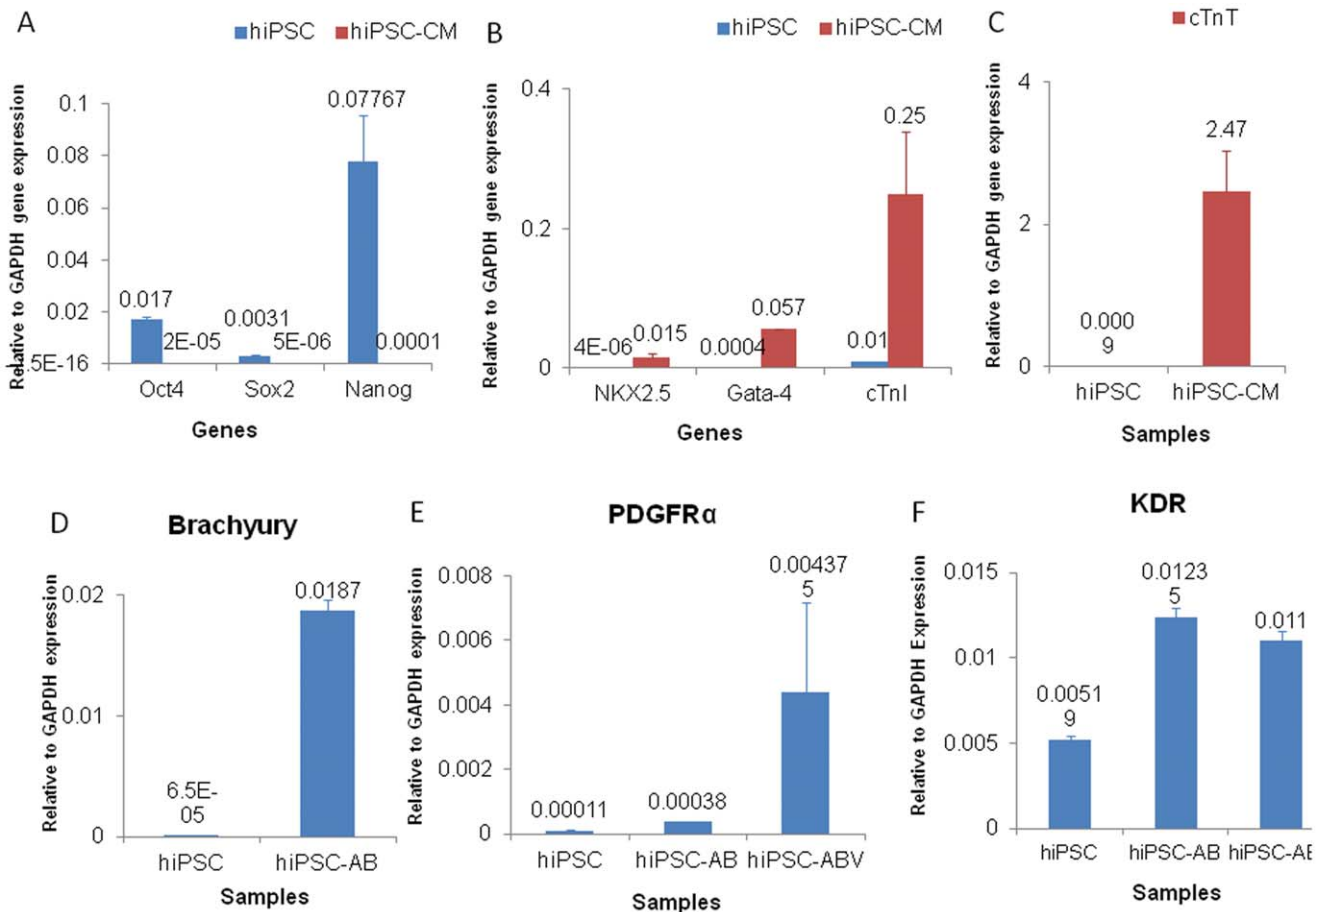 A
hiPSC hiPSC-CM
Relative to GAPDH gene expression
0.1
0.08
0.06
0.04
0.02
.5E-16
0.017
2E-05
0.0031
5E-06
0.07767
0.0001
Oct4 Sox2 Nanog
Genes
B
hiPSC hiPSC-CM
Relative to GAPDH gene expression
0.4
0.2
0
4E-06
0.015
0.0004
0.057
0.01
0.25
NKX2.5 Gata-4 cTnI
Genes
C
cTnT
Relative to GAPDH gene expression
4
2
0
0.000
9
2.47
hiPSC hiPSC-CM
Samples
D
Brachyury
Relative to GAPDH expression
0.02
0.01
0
6.5E-
05
0.0187
hiPSC hiPSC-AB
Samples
E
PDGFRα
Relative to GAPDH expression
0.008
0.006
0.004
0.002
0
0.00011
0.00038
0.00437
5
hiPSC hiPSC-AB hiPSC-ABV
Samples
F
KDR
Relative to GAPDH Expression
0.015
0.01
0.005
0
0.0051
9
0.0123
5
0.011
hiPSC hiPSC-AB hiPSC-AE
Samples